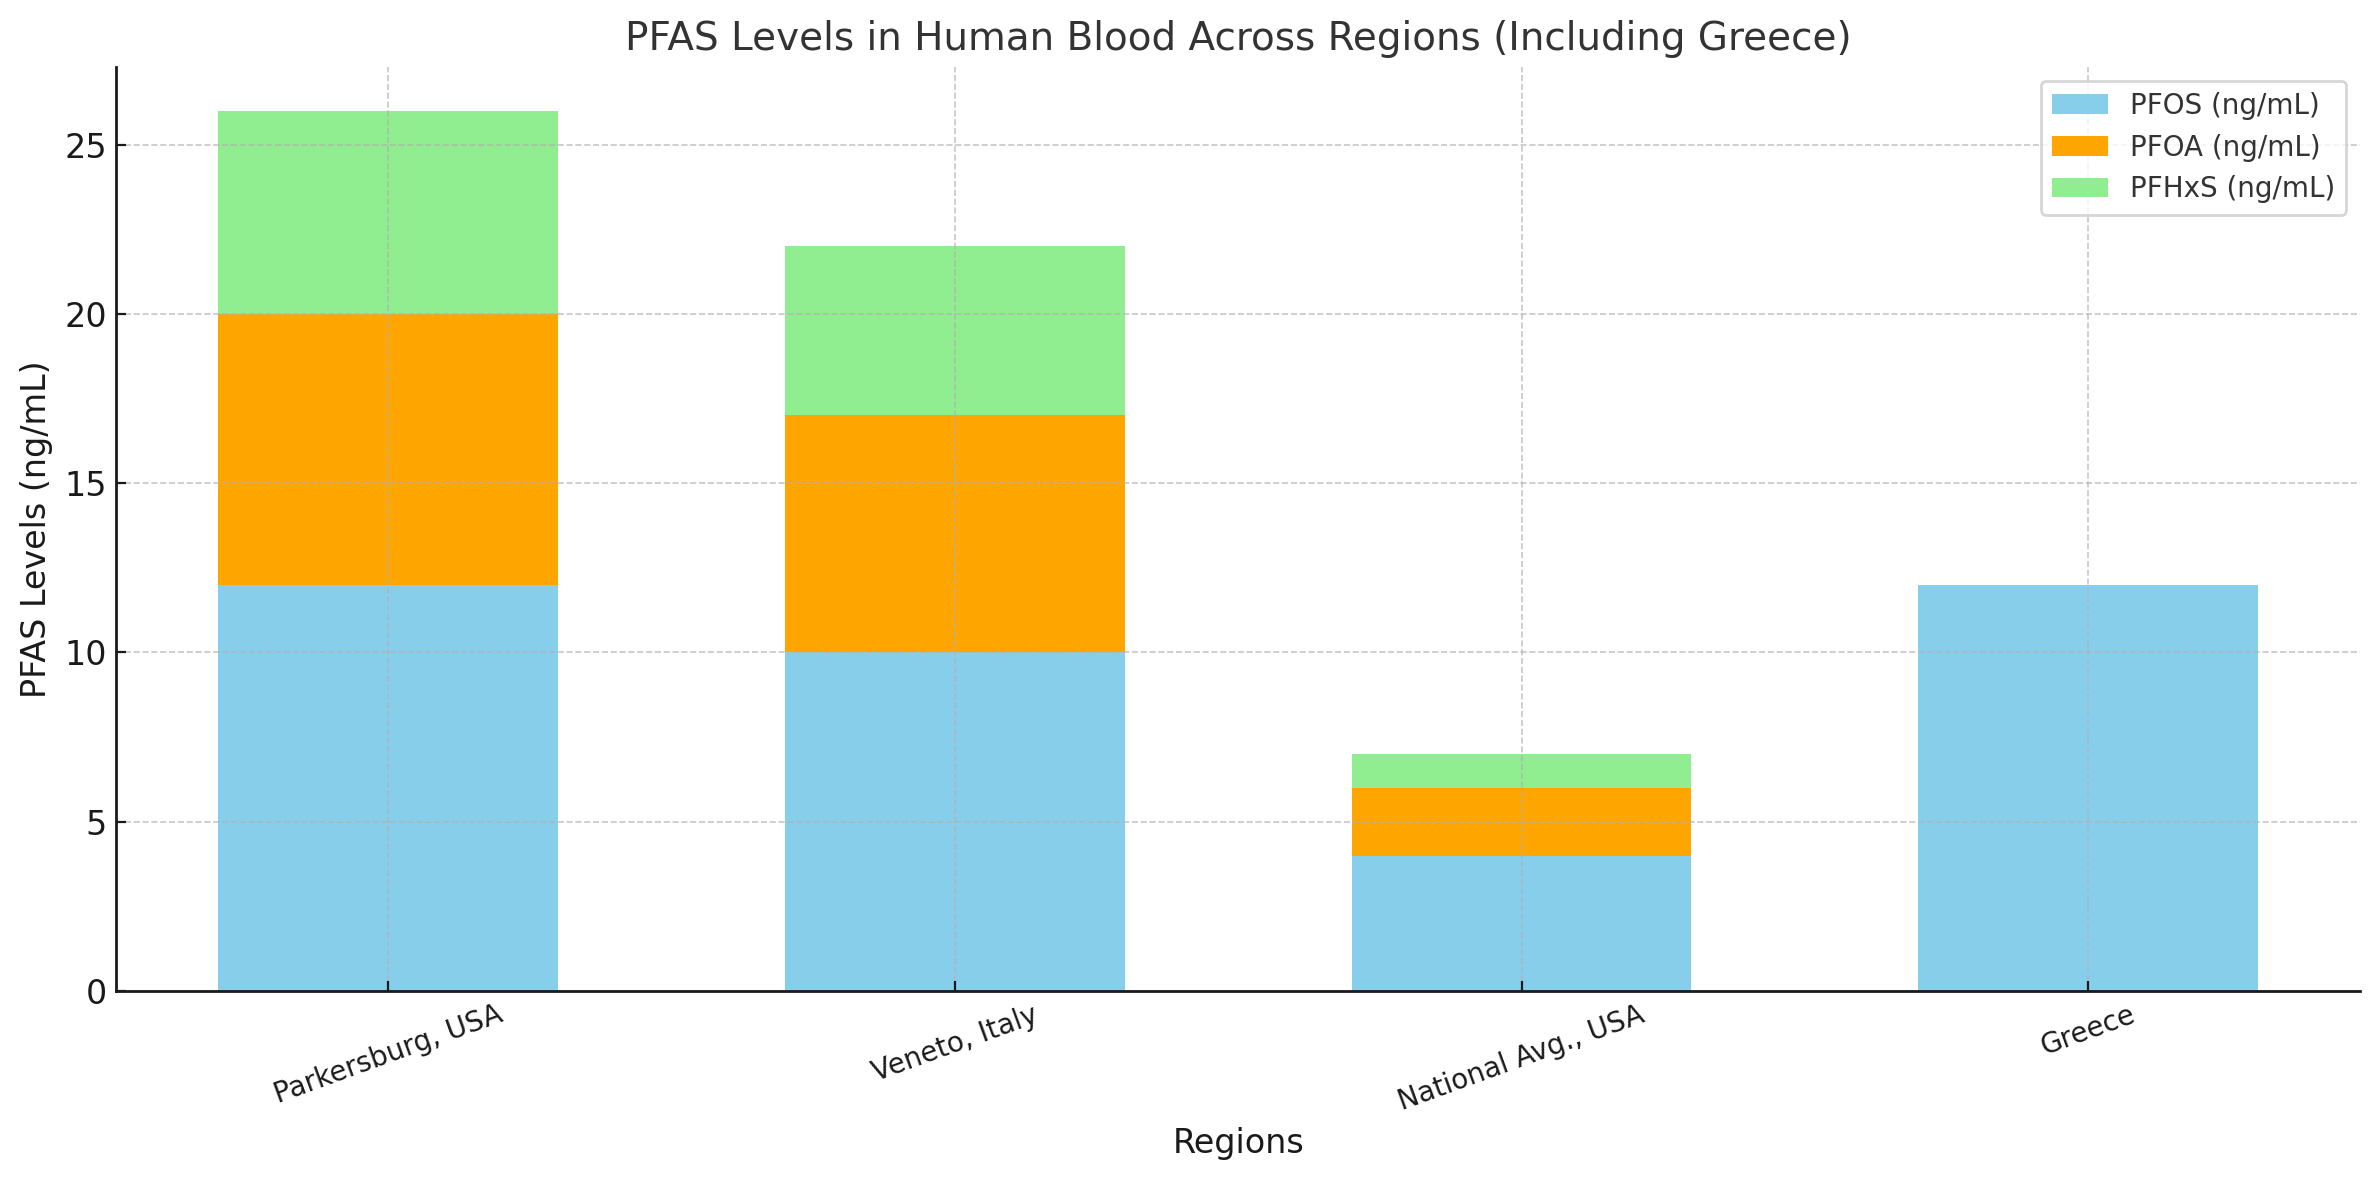 PFAS Levels in Human Blood Across Regions (Including Greece)
PFOS (ng/mL)
PFOA (ng/mL)
PFHxS (ng/mL)
PFAS Levels (ng/mL)
25
20
15
10
5
0
Parkersburg, USA
Veneto, Italy
National Avg., USA
Greece
Regions